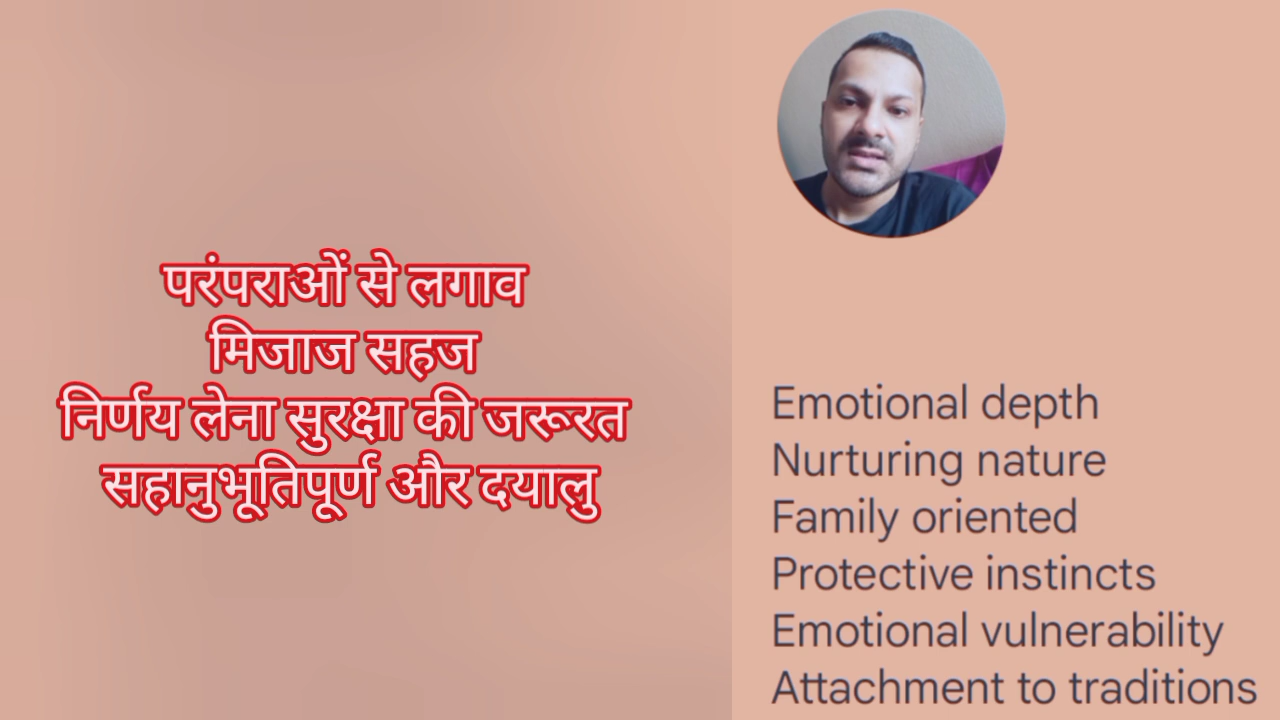 परंपराओं से लगाव
मिजाज सहज
निर्णय लेना सुरक्षा की जरूरत
सहानुभूतिपूर्ण और दयालु
Emotional depth
Nurturing nature
Family oriented
Protective instincts
Emotional vulnerability
Attachment to traditions